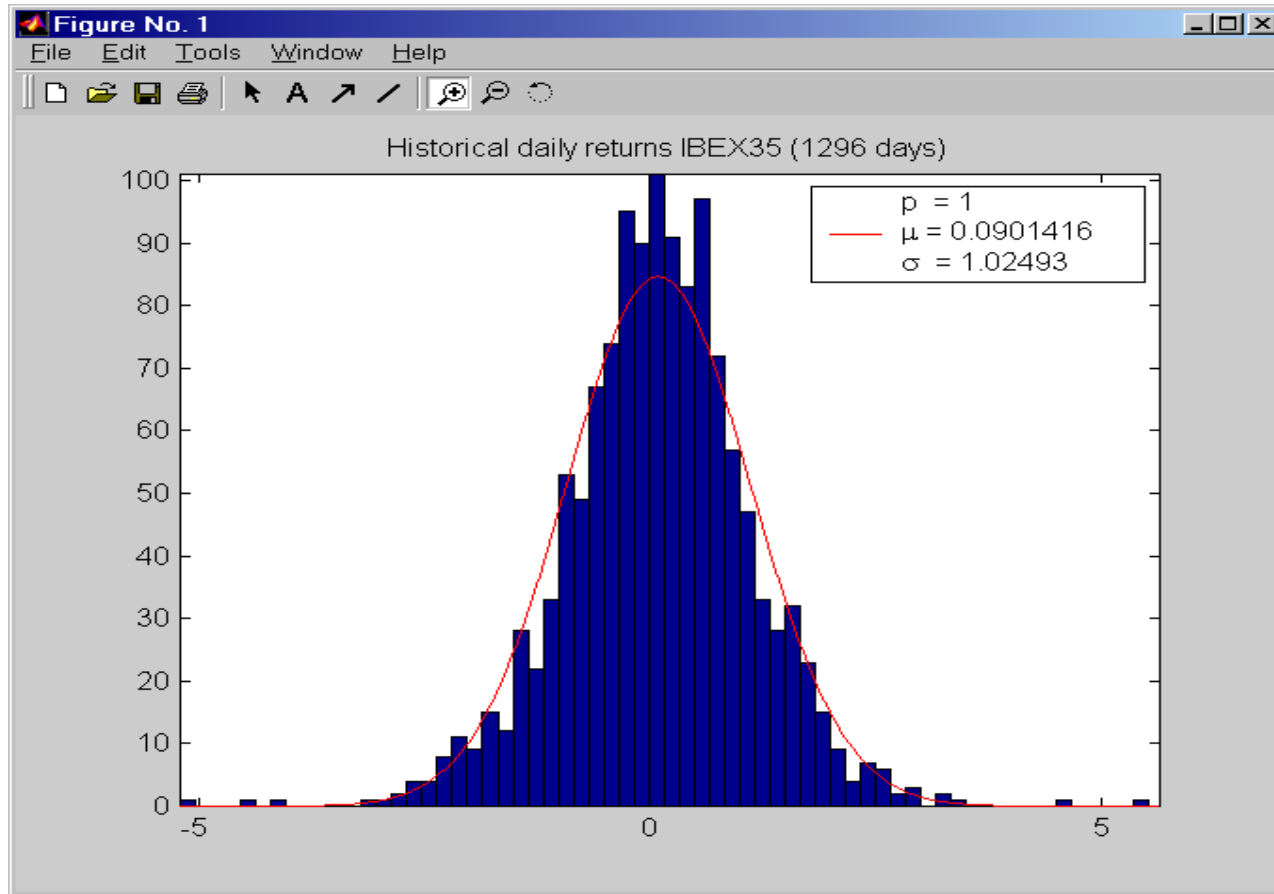 Figure No. 1
File Edit Tools Window Help
A
Historical daily returns IBEX35 (1296 days)
100
90
80
70
60
50
40
30
20
10
0
p = 1
μ = 0.0901416
σ = 1.02493
-5 0 5